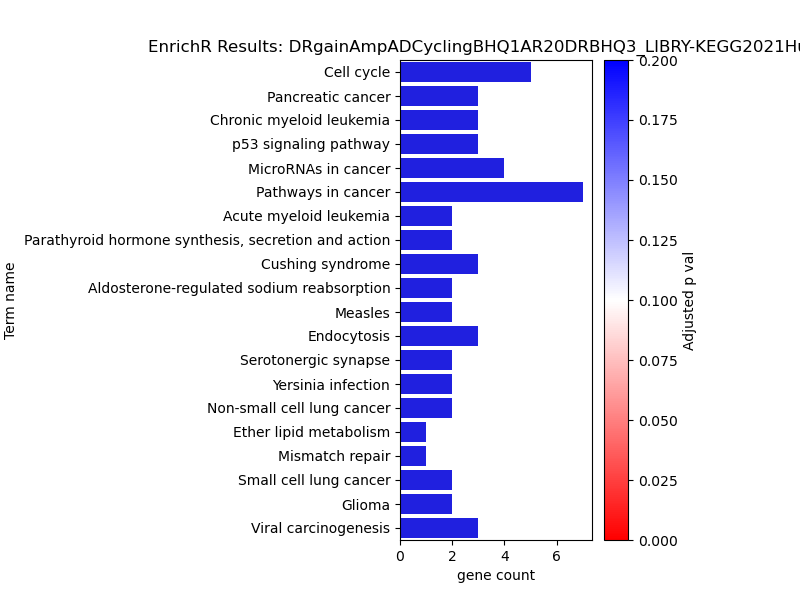 EnrichR Results: DRgainAmpADCyclingBHQ1AR20DRBHQ3_LIBRY-KEGG2021Hu
Cell cycle
Pancreatic cancer
Chronic myeloid leukemia
p53 signaling pathway
MicroRNAs in cancer
Pathways in cancer
Acute myeloid leukemia
Parathyroid hormone synthesis, secretion and action
Cushing syndrome
Aldosterone-regulated sodium reabsorption
Measles
Endocytosis
Serotonergic synapse
Yersinia infection
Non-small cell lung cancer
Ether lipid metabolism
Mismatch repair
Small cell lung cancer
Glioma
Viral carcinogenesis
Term name
0 2 4 6
gene count
0.200
0.175
0.150
0.125
0.100
0.075
0.050
0.025
0.000
Adjusted p val